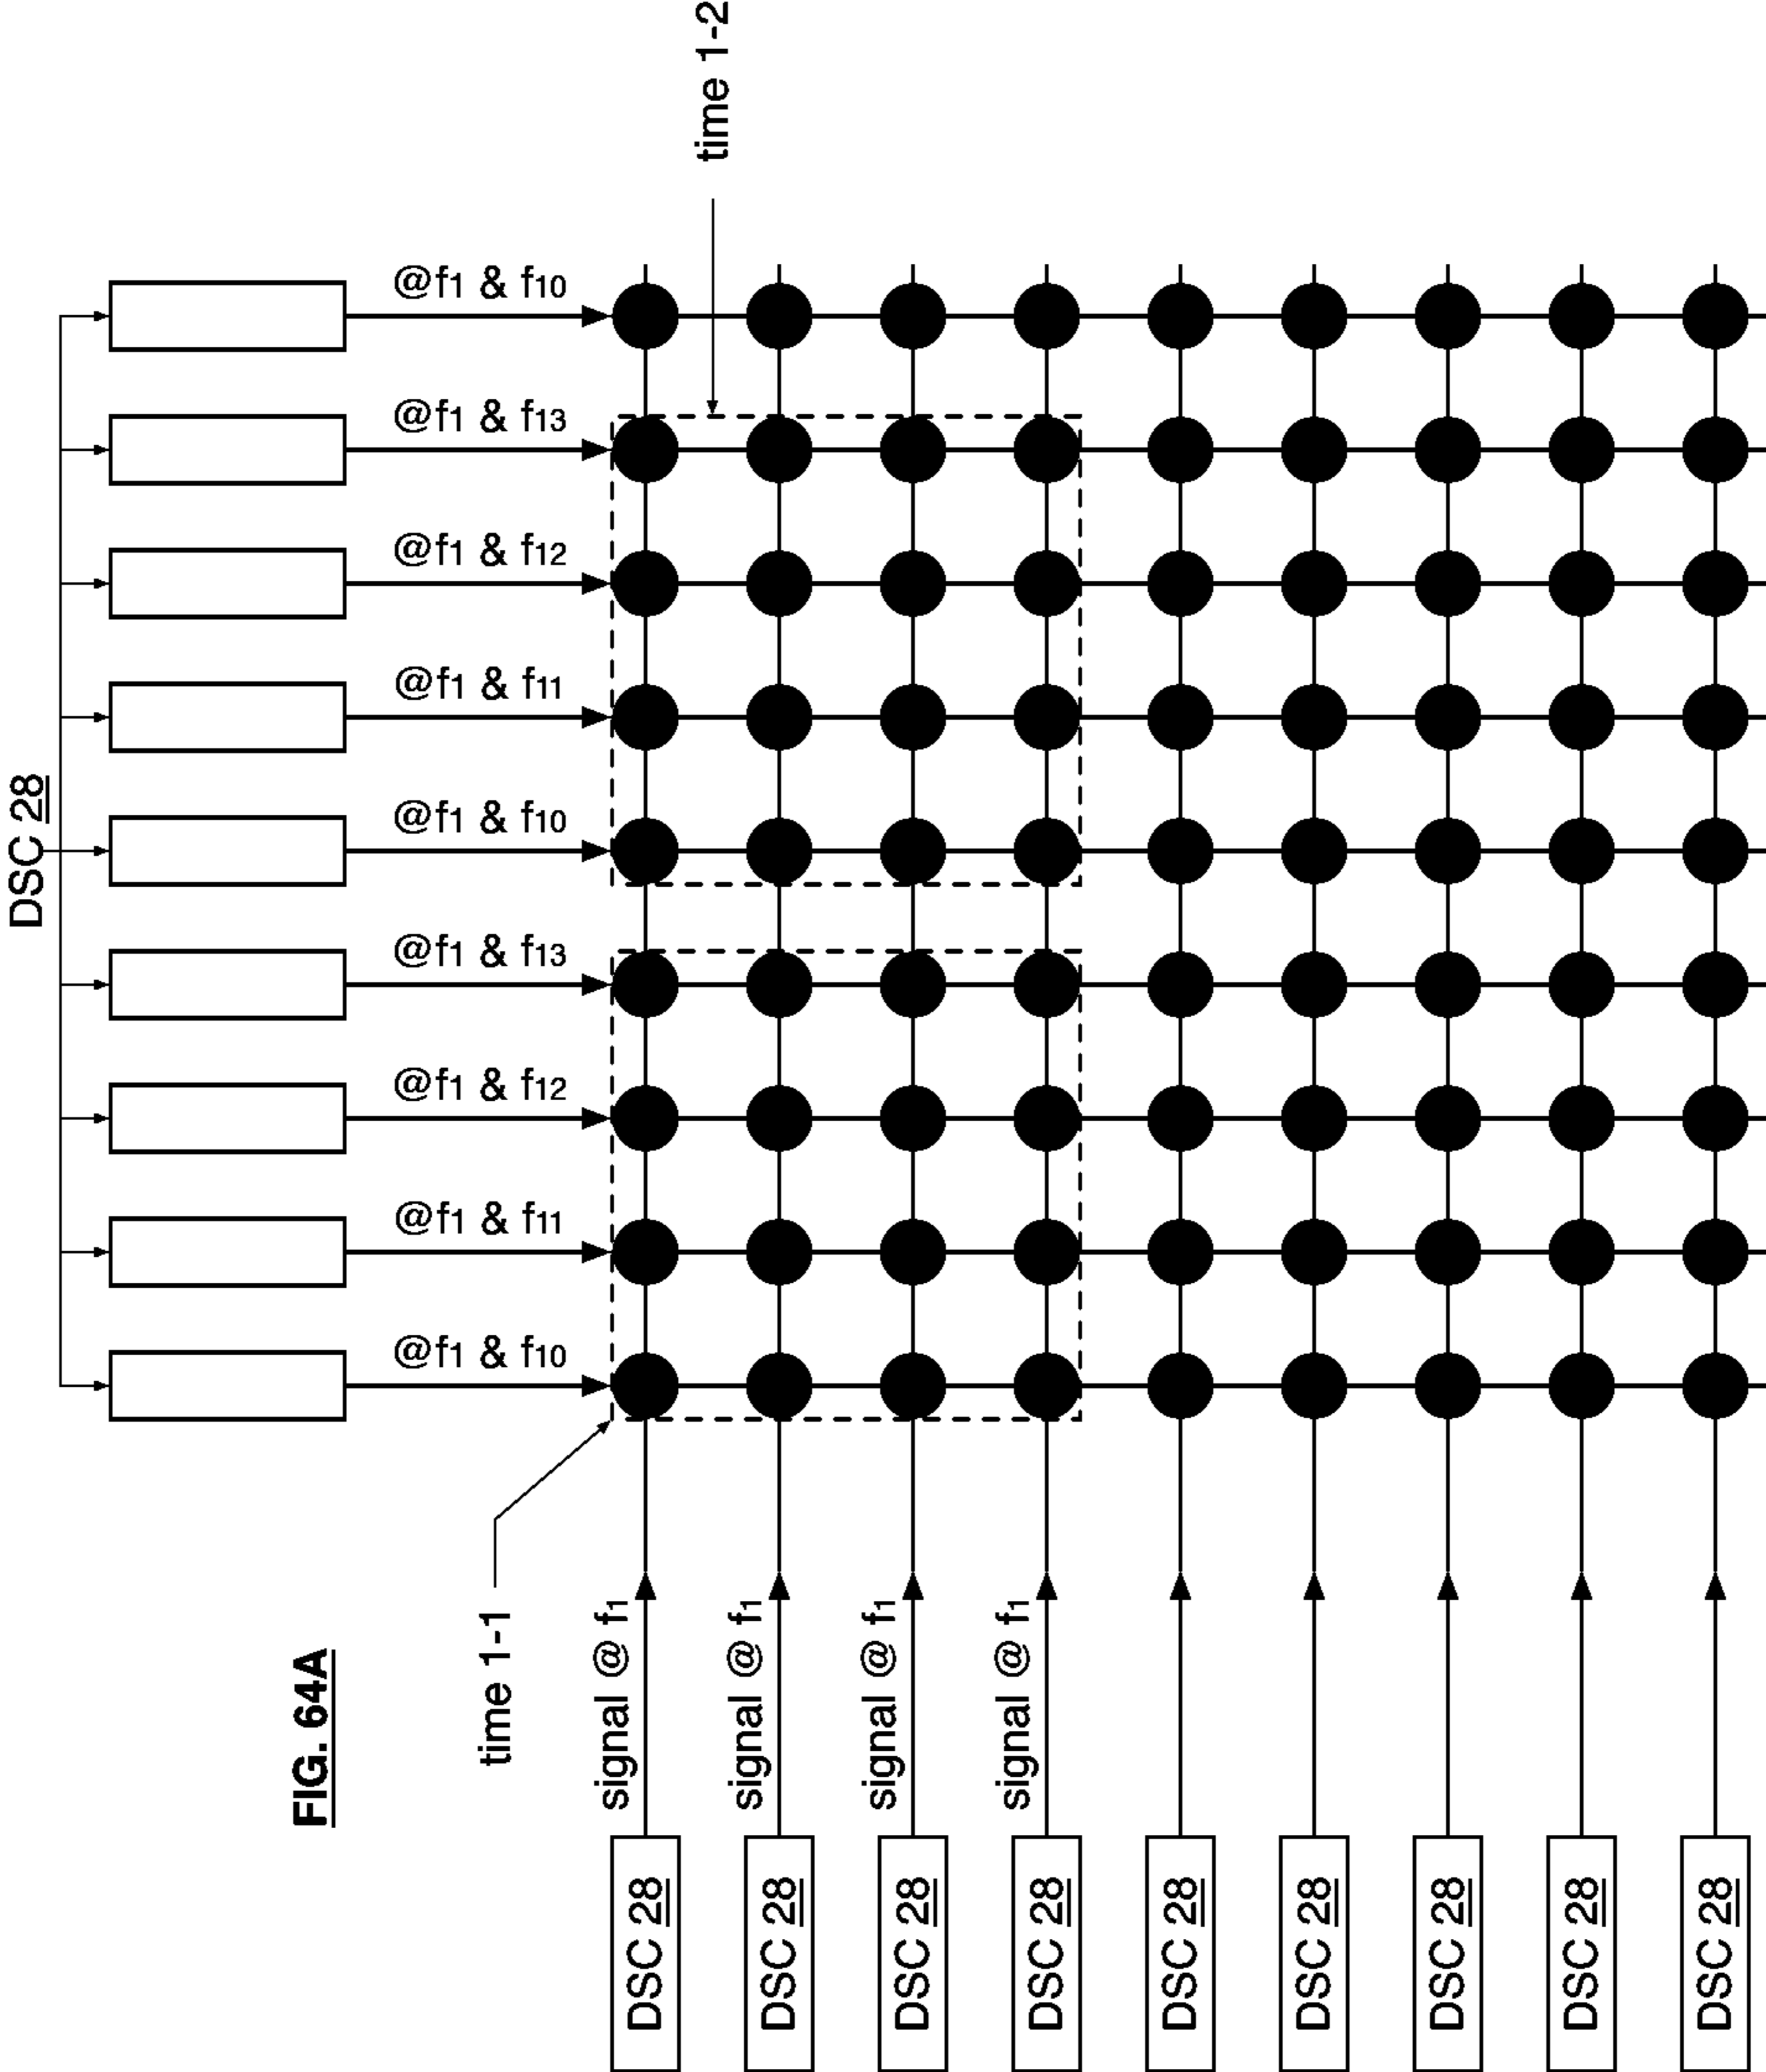 FIG. 64A
DSC 28
@f1 & f10
@f1 & f11
@f1 & f12
@f1 & f13
@f1 & f10
@f1 & f11
@f1 & f12
@f1 & f13
@f1 & f10
time 1-1
time 1-2
DSC 28
signal @ f1
DSC 28
signal @ f1
DSC 28
signal @ f1
DSC 28
signal @ f1
DSC 28
DSC 28
DSC 28
DSC 28
DSC 28